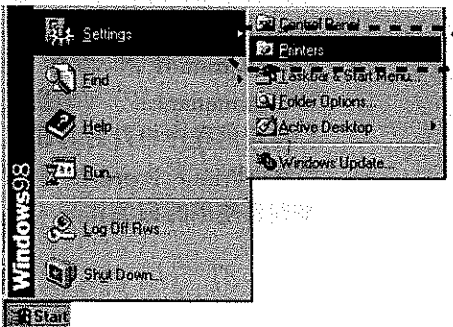 Settings
Find
Help
Run...
Log Off Rws...
Shut Down...
Windows98
Start
Control Panel
Printers
Taskbar & Start Menu...
Folder Options...
Active Desktop
Windows Update...